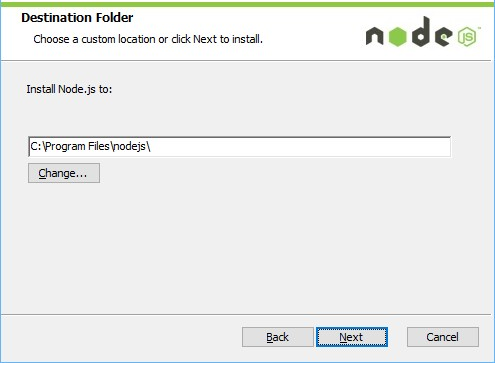 Destination Folder
Choose a custom location or click Next to install.
node JS
Install Node.js to:
C:\Program Files\nodejs\
Change...
Back
Next
Cancel